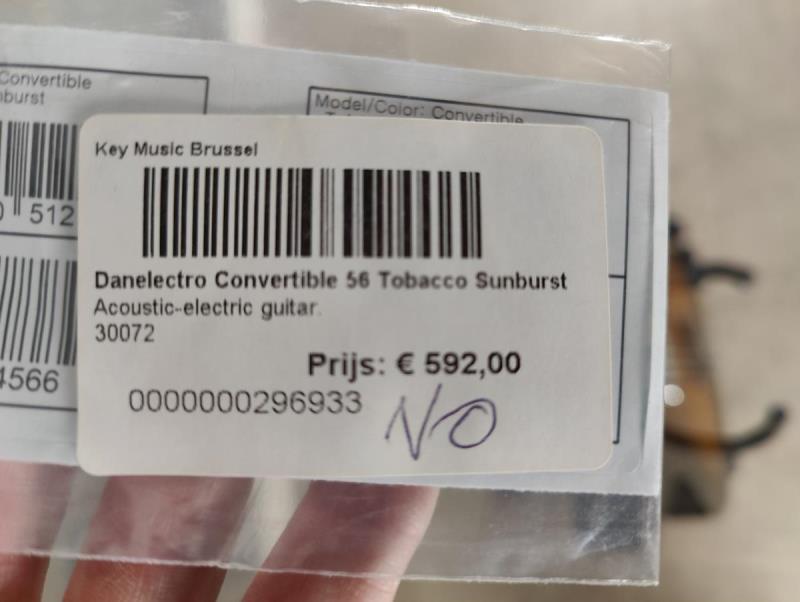 Convertible
Model/Color: Convertible
Key Music Brussel
512
Danelectro Convertible 56 Tobacco Sunburst
Acoustic-electric guitar
30072
Prijs: € 592,00
4566
0000000296933
NO